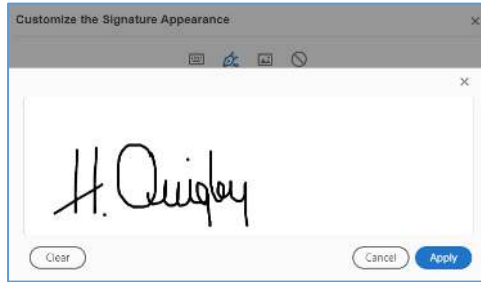 Customize the Signature Appearance
H. Quigley
Clear
Cancel
Apply